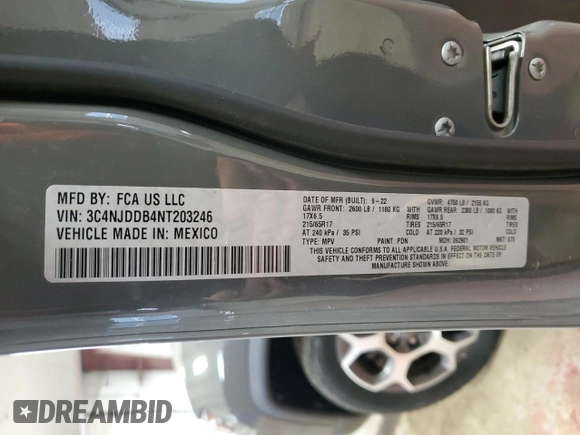 MFD BY: FCA US LLC
VIN: 3C4NJDDB4NT203246
VEHICLE MADE IN: MEXICO
DATE OF MFR (BUILT): 9-22 GVWR: 4750 LB / 2155 KG
GAWR FRONT: 2600 LB / 1180 KG GAWR REAR: 2380 LB / 1080 KG
17X6.5 RIMS 17X6.5 RIMS
215/65R17 TIRES 215/65R17 TIRES
AT 240 kPa / 35 PSI COLD AT 220 kPa / 32 PSI COLD
TYPE: MPV PAINT: PDN MDH: 092901 MKT: 875
THIS VEHICLE CONFORMS TO ALL APPLICABLE U.S. FEDERAL MOTOR VEHICLE
SAFETY AND THEFT PREVENTION STANDARDS IN EFFECT ON THE DATE OF
MANUFACTURE SHOWN ABOVE.
DREAMBID